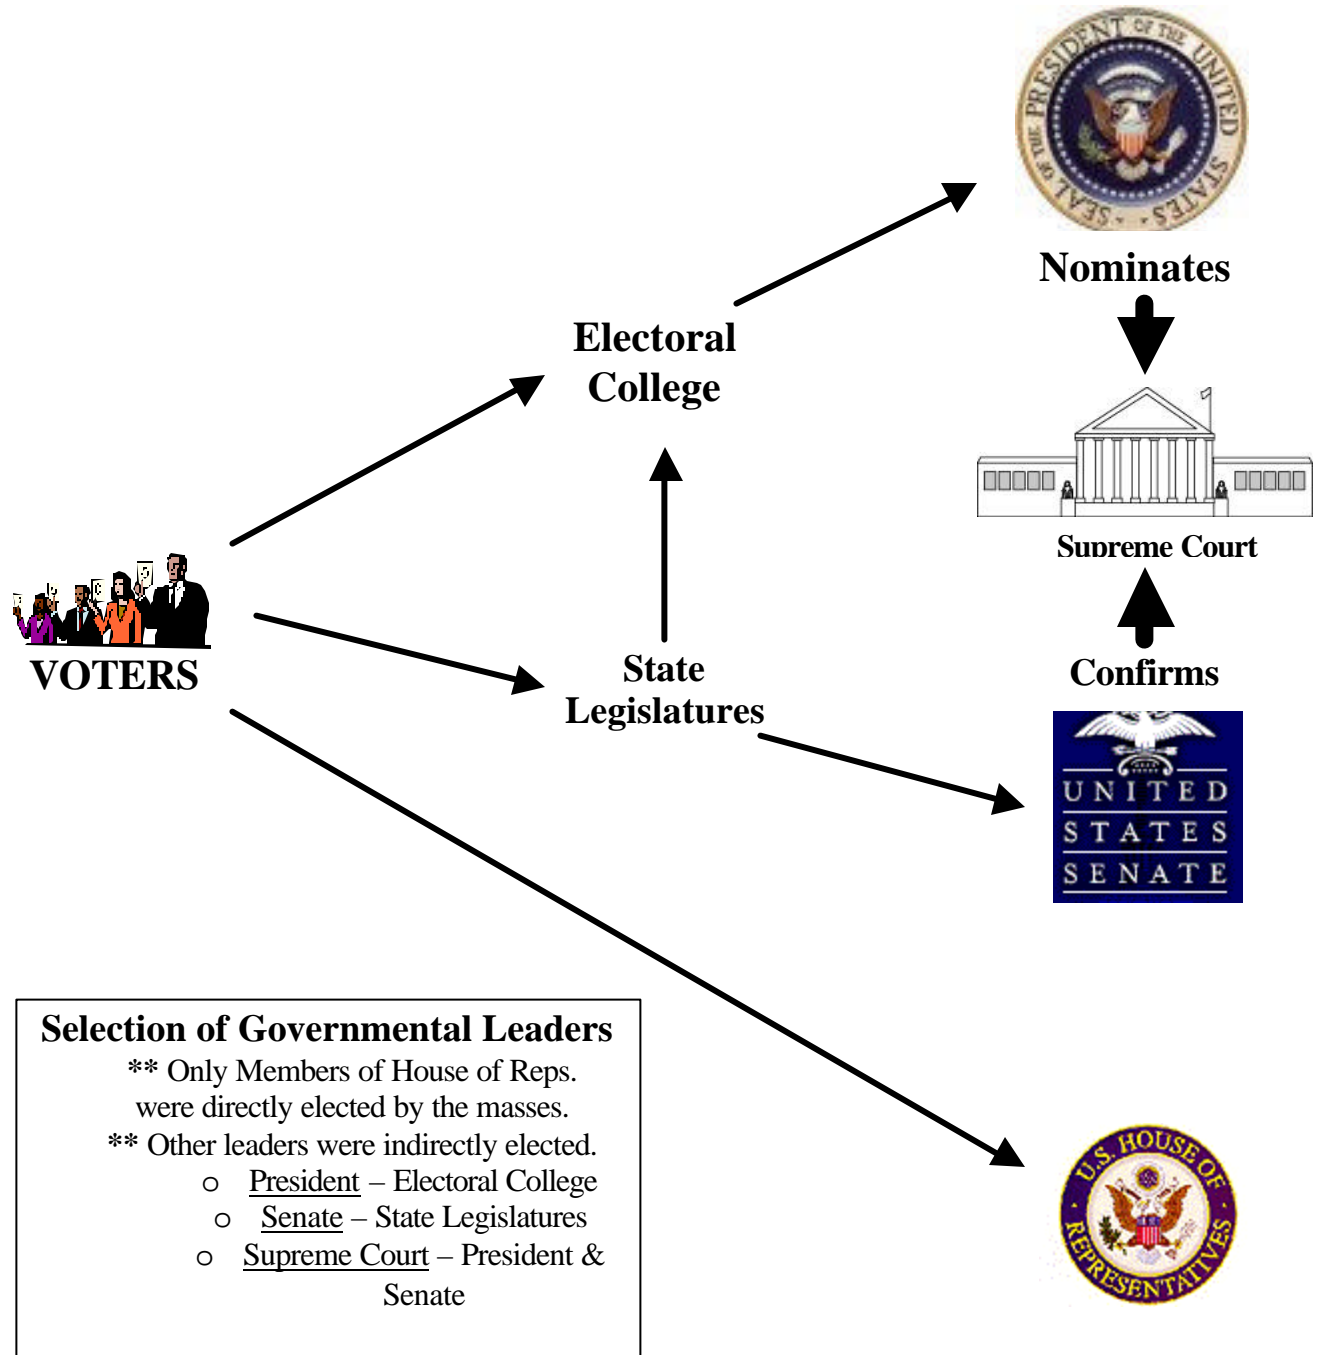 SEAL OF THE PRESIDENT OF THE UNITED STATES
Nominates
Electoral
College
Supreme Court
VOTERS
State
Legislatures
Confirms
UNITED
STATES
SENATE
Selection of Governmental Leaders
** Only Members of House of Reps.
were directly elected by the masses.
** Other leaders were indirectly elected.
o President – Electoral College
o Senate – State Legislatures
o Supreme Court – President &
Senate
U.S. HOUSE OF
REPRESENTATIVES